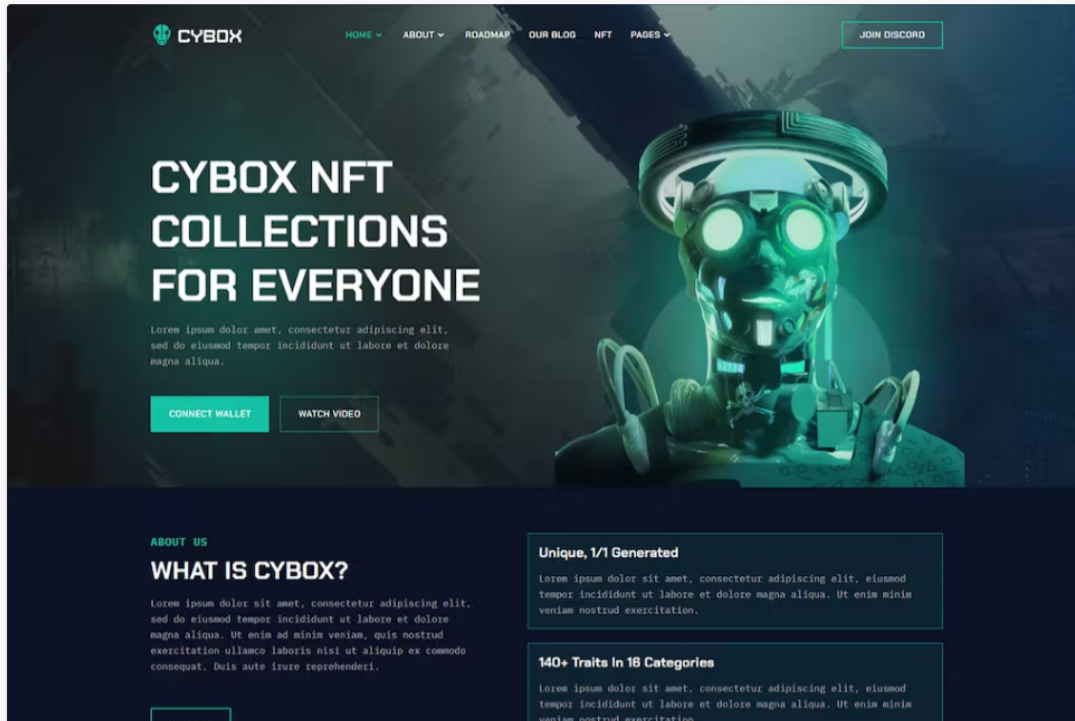 CYBOX
HOME
ABOUT
ROADMAP
OUR BLOG
NFT
PAGES
JOIN DISCORD
CYBOX NFT
COLLECTIONS
FOR EVERYONE
Lorem ipsum dolor amet, consectetur adipiscing elit,
sed do eiusmod tempor incididunt ut labore et dolore
magna aliqua.
CONNECT WALLET
WATCH VIDEO
ABOUT US
WHAT IS CYBOX?
Lorem ipsum dolor sit amet, consectetur adipiscing elit,
sed do eiusmod tempor incididunt ut labore et dolore
magna aliqua. Ut enim ad minim veniam, quis nostrud
exercitation ullamco laboris nisi ut aliquip ex commodo
consequat. Duis aute irure reprehenderi.
Unique, 1/1 Generated
Lorem ipsum dolor sit amet, consectetur adipiscing elit, eiusmod
tempor incididunt ut labore et dolore magna aliqua. Ut enim minim
veniam nostrud exercitation.
140+ Traits In 16 Categories
Lorem ipsum dolor sit amet, consectetur adipiscing elit, eiusmod
tempor incididunt ut labore et dolore magna aliqua. Ut enim minim
veniam nostrud exercitation.